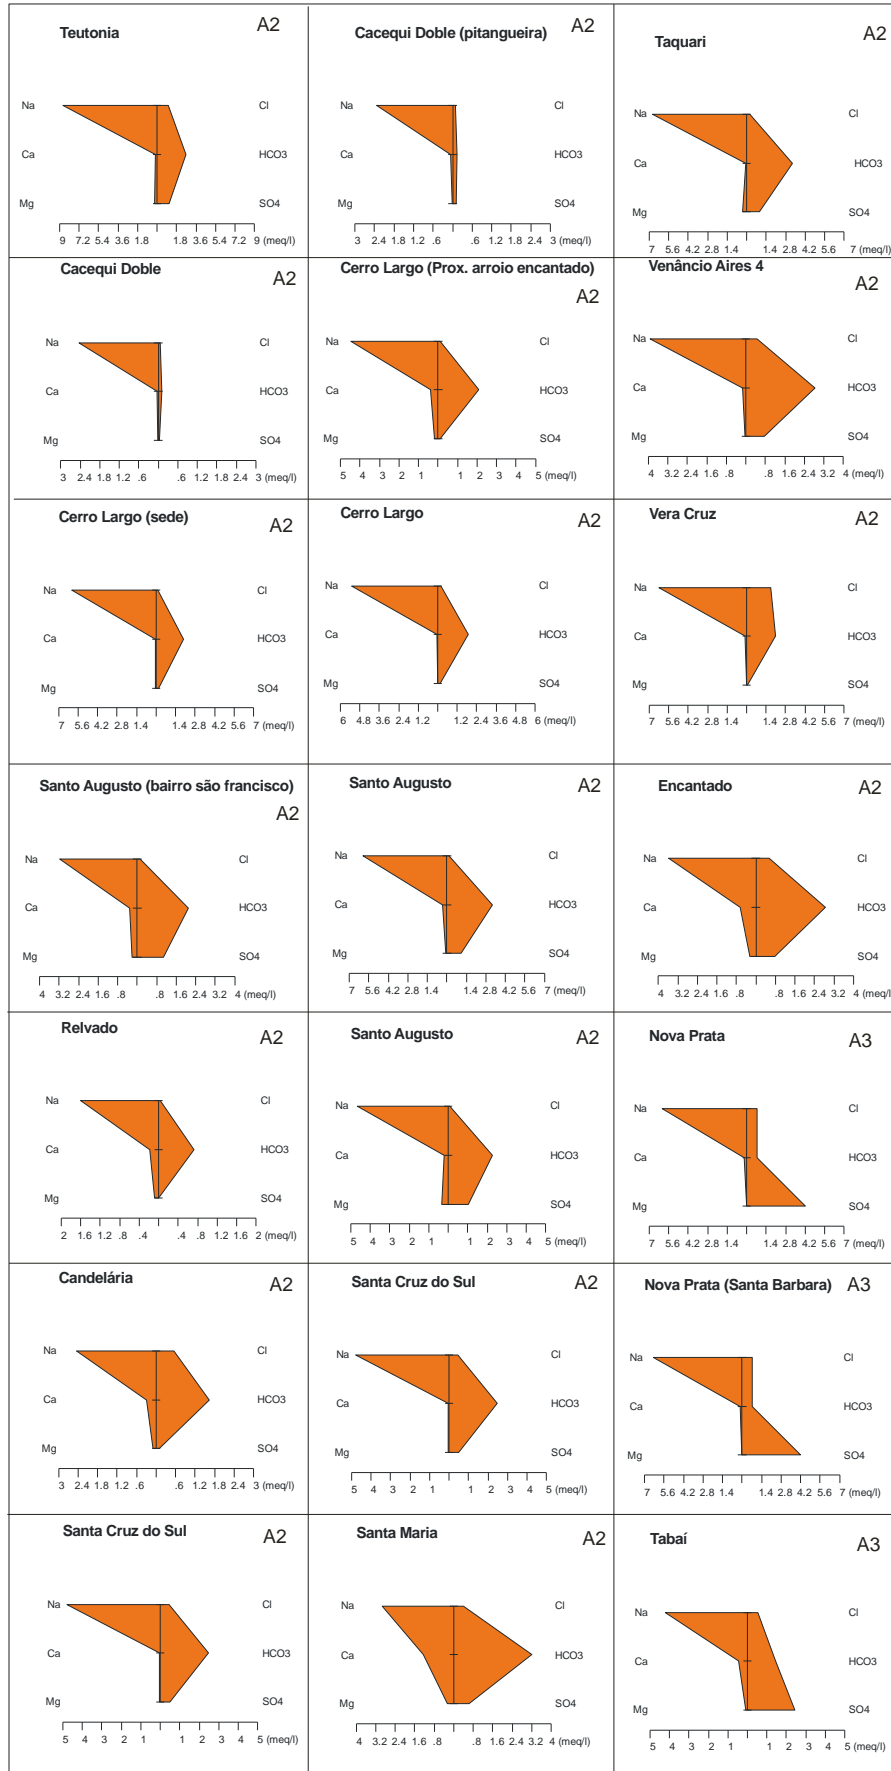 Teutonia A2
Na Cl
Ca HCO3
Mg SO4
9 7.2 5.4 3.6 1.8 1.8 3.6 5.4 7.2 9 (meq/l)
Cacequi Doble (pitangueira) A2
Na Cl
Ca HCO3
Mg SO4
3 2.4 1.8 1.2 .6 .6 1.2 1.8 2.4 3 (meq/l)
Taquari A2
Na Cl
Ca HCO3
Mg SO4
7 5.6 4.2 2.8 1.4 1.4 2.8 4.2 5.6 7 (meq/l)
Cacequi Doble A2
Na Cl
Ca HCO3
Mg SO4
3 2.4 1.8 1.2 .6 .6 1.2 1.8 2.4 3 (meq/l)
Cerro Largo (Prox. arroio encantado)
A2
Na Cl
Ca HCO3
Mg SO4
5 4 3 2 1 1 2 3 4 5 (meq/l)
Venâncio Aires 4
A2
Na Cl
Ca HCO3
Mg SO4
4 3.2 2.4 1.6 .8 .8 1.6 2.4 3.2 4 (meq/l)
Cerro Largo (sede) A2
Na Cl
Ca HCO3
Mg SO4
7 5.6 4.2 2.8 1.4 1.4 2.8 4.2 5.6 7 (meq/l)
Cerro Largo A2
Na Cl
Ca HCO3
Mg SO4
6 4.8 3.6 2.4 1.2 1.2 2.4 3.6 4.8 6 (meq/l)
Vera Cruz A2
Na Cl
Ca HCO3
Mg SO4
7 5.6 4.2 2.8 1.4 1.4 2.8 4.2 5.6 7 (meq/l)
Santo Augusto (bairro são francisco)
A2
Na Cl
Ca HCO3
Mg SO4
4 3.2 2.4 1.6 .8 .8 1.6 2.4 3.2 4 (meq/l)
Santo Augusto A2
Na Cl
Ca HCO3
Mg SO4
7 5.6 4.2 2.8 1.4 1.4 2.8 4.2 5.6 7 (meq/l)
Encantado A2
Na Cl
Ca HCO3
Mg SO4
4 3.2 2.4 1.6 .8 .8 1.6 2.4 3.2 4 (meq/l)
Relvado A2
Na Cl
Ca HCO3
Mg SO4
2 1.6 1.2 .8 .4 .4 .8 1.2 1.6 2 (meq/l)
Santo Augusto A2
Na Cl
Ca HCO3
Mg SO4
5 4 3 2 1 1 2 3 4 5 (meq/l)
Nova Prata A3
Na Cl
Ca HCO3
Mg SO4
7 5.6 4.2 2.8 1.4 1.4 2.8 4.2 5.6 7 (meq/l)
Candelária A2
Na Cl
Ca HCO3
Mg SO4
3 2.4 1.8 1.2 .6 .6 1.2 1.8 2.4 3 (meq/l)
Santa Cruz do Sul A2
Na Cl
Ca HCO3
Mg SO4
5 4 3 2 1 1 2 3 4 5 (meq/l)
Nova Prata (Santa Barbara) A3
Na Cl
Ca HCO3
Mg SO4
7 5.6 4.2 2.8 1.4 1.4 2.8 4.2 5.6 7 (meq/l)
Santa Cruz do Sul A2
Na Cl
Ca HCO3
Mg SO4
5 4 3 2 1 1 2 3 4 5 (meq/l)
Santa Maria A2
Na Cl
Ca HCO3
Mg SO4
4 3.2 2.4 1.6 .8 .8 1.6 2.4 3.2 4 (meq/l)
Tabaí A3
Na Cl
Ca HCO3
Mg SO4
5 4 3 2 1 1 2 3 4 5 (meq/l)